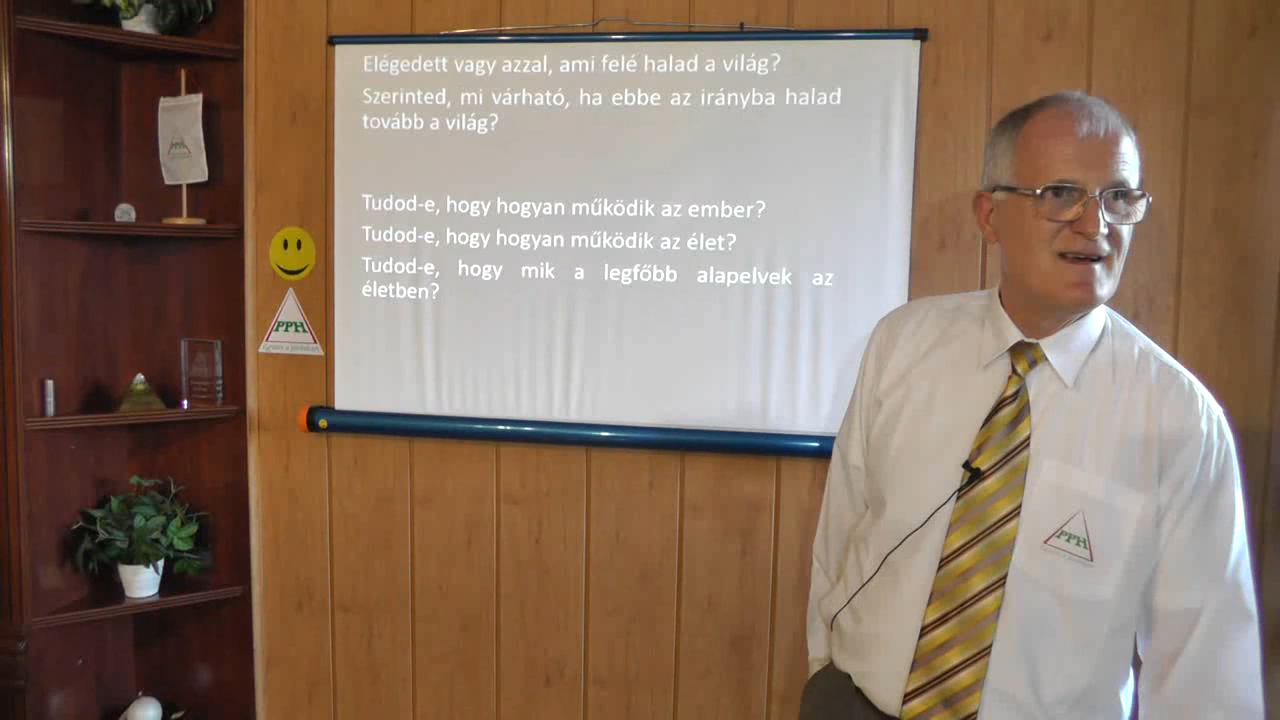 Elégedett vagy azzal, ami felé halad a világ?
Szerinted, mi várható, ha ebbe az irányba halad
tovább a világ?
Tudod-e, hogy hogyan működik az ember?
Tudod-e, hogy hogyan működik az élet?
Tudod-e, hogy mik a legfőbb alapelvek az
életben?
PPH
PPH